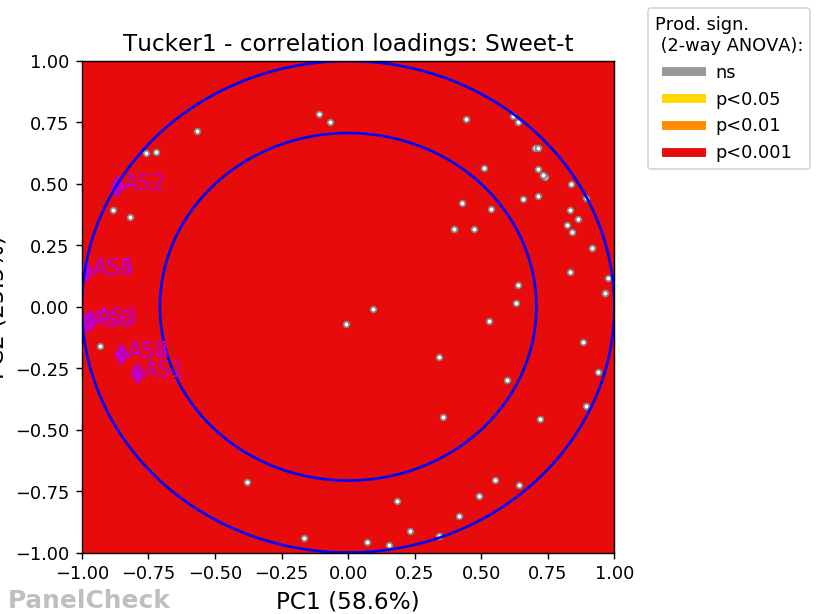 Tucker1 - correlation loadings: Sweet-t
Prod. sign.
(2-way ANOVA):
ns
p<0.05
p<0.01
p<0.001
1.00
0.75
0.50
0.25
0.00
−0.25
−0.50
−0.75
−1.00
AS2
AS1
−1.00 −0.75 −0.50 −0.25 0.00 0.25 0.50 0.75 1.00
PC1 (58.6%)
PanelCheck